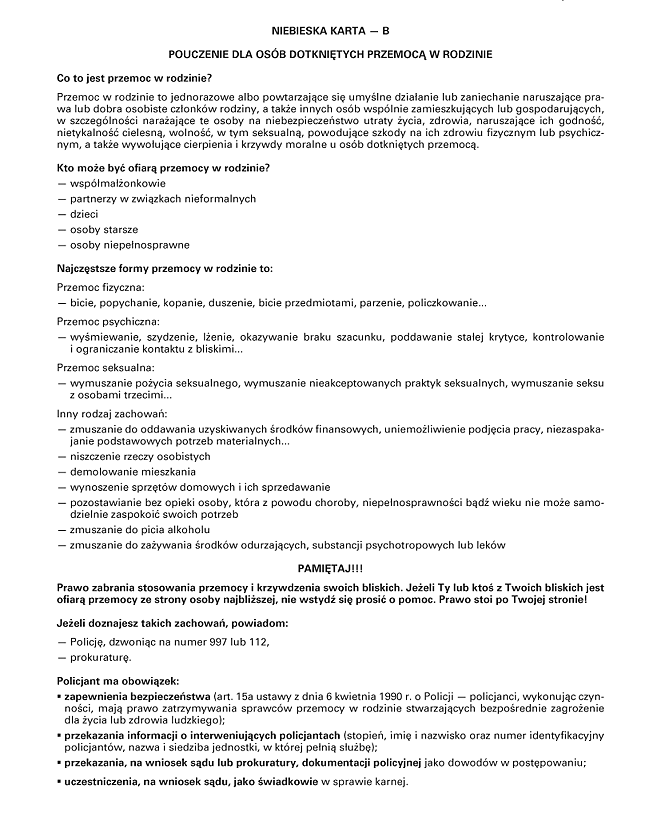 NIEBIESKA KARTA — B
POUCZENIE DLA OSÓB DOTKNIĘTYCH PRZEMOCĄ W RODZINIE
Co to jest przemoc w rodzinie?
Przemoc w rodzinie to jednorazowe albo powtarzające się umyślne działanie lub zaniechanie naruszające pra-
wa lub dobra osobiste członków rodziny, a także innych osób wspólnie zamieszkujących lub gospodarujących,
w szczególności narażające te osoby na niebezpieczeństwo utraty życia, zdrowia, naruszające ich godność,
nietykalność cielesną, wolność, w tym seksualną, powodujące szkody na ich zdrowiu fizycznym lub psychicz-
nym, a także wywołujące cierpienia i krzywdy moralne u osób dotkniętych przemocą.
Kto może być ofiarą przemocy w rodzinie?
— współmałżonkowie
— partnerzy w związkach nieformalnych
— dzieci
— osoby starsze
— osoby niepełnosprawne
Najczęstsze formy przemocy w rodzinie to:
Przemoc fizyczna:
— bicie, popychanie, kopanie, duszenie, bicie przedmiotami, parzenie, policzkowanie...
Przemoc psychiczna:
— wyśmiewanie, szydzenie, lżenie, okazywanie braku szacunku, poddawanie stałej krytyce, kontrolowanie
i ograniczanie kontaktu z bliskimi...
Przemoc seksualna:
— wymuszanie pożycia seksualnego, wymuszanie nieakceptowanych praktyk seksualnych, wymuszanie seksu
z osobami trzecimi...
Inny rodzaj zachowań:
— zmuszanie do oddawania uzyskiwanych środków finansowych, uniemożliwienie podjęcia pracy, niezaspaka-
janie podstawowych potrzeb materialnych...
— niszczenie rzeczy osobistych
— demolowanie mieszkania
— wynoszenie sprzętów domowych i ich sprzedawanie
— pozostawianie bez opieki osoby, która z powodu choroby, niepełnosprawności bądź wieku nie może samo-
dzielnie zaspokoić swoich potrzeb
— zmuszanie do picia alkoholu
— zmuszanie do zażywania środków odurzających, substancji psychotropowych lub leków
PAMIĘTAJ!!!
Prawo zabrania stosowania przemocy i krzywdzenia swoich bliskich. Jeżeli Ty lub ktoś z Twoich bliskich jest
ofiarą przemocy ze strony osoby najbliższej, nie wstydź się prosić o pomoc. Prawo stoi po Twojej stronie!
Jeżeli doznajesz takich zachowań, powiadom:
— Policję, dzwoniąc na numer 997 lub 112,
— prokuraturę.
Policjant ma obowiązek:
▪ zapewnienia bezpieczeństwa (art. 15a ustawy z dnia 6 kwietnia 1990 r. o Policji — policjanci, wykonując czyn-
ności, mają prawo zatrzymywania sprawców przemocy w rodzinie stwarzających bezpośrednie zagrożenie
dla życia lub zdrowia ludzkiego);
▪ przekazania informacji o interweniujących policjantach (stopień, imię i nazwisko oraz numer identyfikacyjny
policjantów, nazwa i siedziba jednostki, w której pełnią służbę);
▪ przekazania, na wniosek sądu lub prokuratury, dokumentacji policyjnej jako dowodów w postępowaniu;
▪ uczestniczenia, na wniosek sądu, jako świadkowie w sprawie karnej.